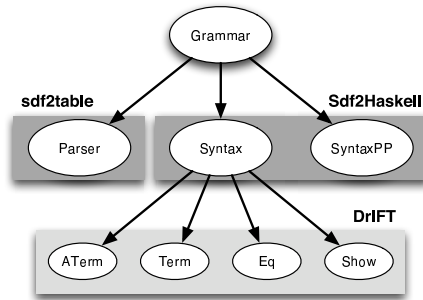 Grammar
sdf2table
Sdf2Haskell
Parser
Syntax
SyntaxPP
DrIFT
ATerm
Term
Eq
Show